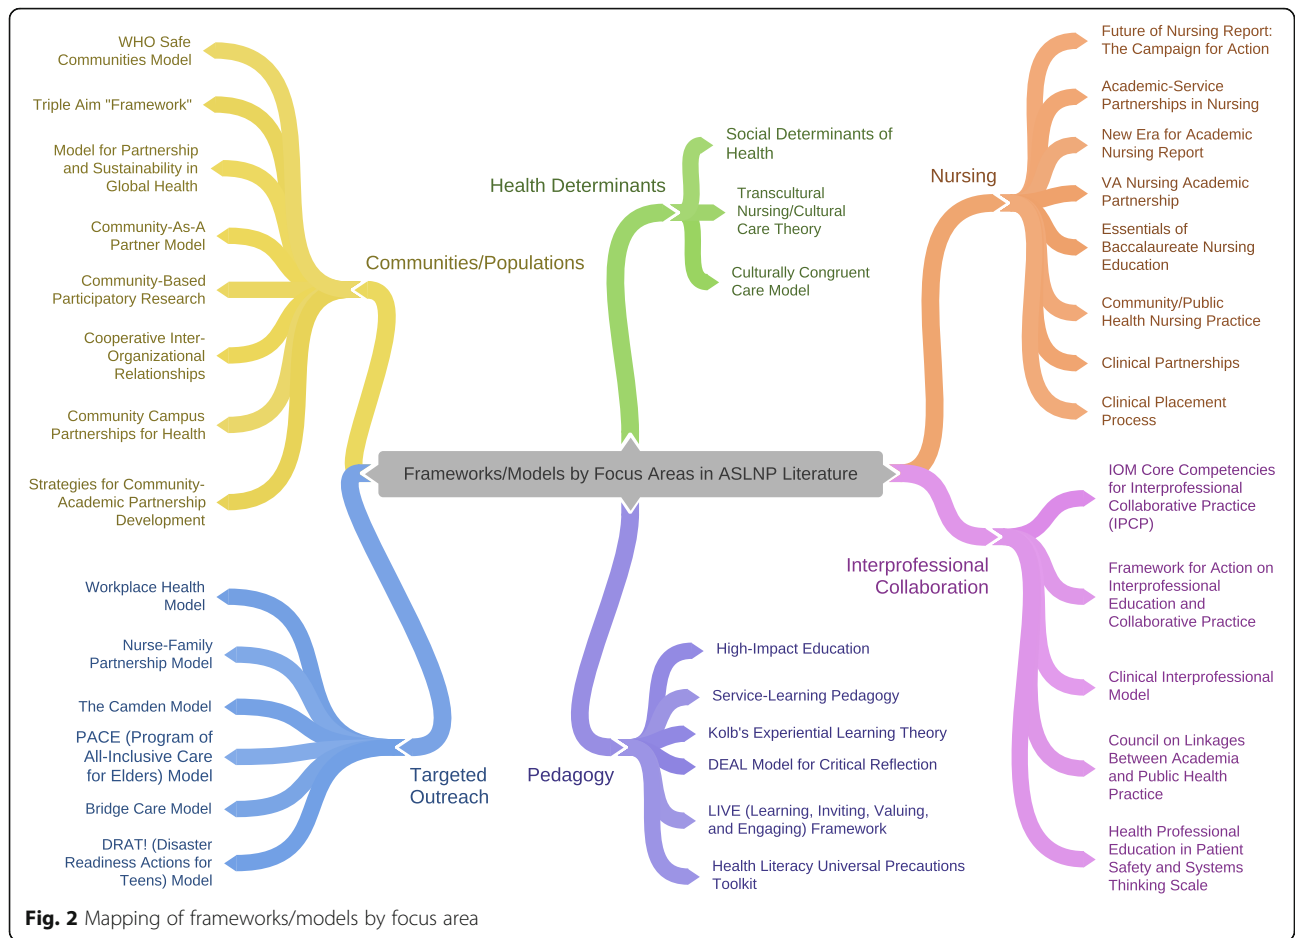 WHO Safe
Communities Model
Triple Aim "Framework"
Model for Partnership
and Sustainability in
Global Health
Community-As-A
Partner Model
Community-Based
Participatory Research
Cooperative Inter-
Organizational
Relationships
Community Campus
Partnerships for Health
Strategies for Community-
Academic Partnership
Development
Communities/Populations
Health Determinants
Social Determinants of
Health
Transcultural
Nursing/Cultural
Care Theory
Culturally Congruent
Care Model
Nursing
Future of Nursing Report:
The Campaign for Action
Academic-Service
Partnerships in Nursing
New Era for Academic
Nursing Report
VA Nursing Academic
Partnership
Essentials of
Baccalaureate Nursing
Education
Community/Public
Health Nursing Practice
Clinical Partnerships
Clinical Placement
Process
Frameworks/Models by Focus Areas in ASLNP Literature
Workplace Health
Model
Nurse-Family
Partnership Model
The Camden Model
PACE (Program of
All-Inclusive Care
for Elders) Model
Bridge Care Model
DRAT! (Disaster
Readiness Actions for
Teens) Model
Targeted
Outreach
Pedagogy
High-Impact Education
Service-Learning Pedagogy
Kolb's Experiential Learning Theory
DEAL Model for Critical Reflection
LIVE (Learning, Inviting, Valuing,
and Engaging) Framework
Health Literacy Universal Precautions
Toolkit
Interprofessional
Collaboration
IOM Core Competencies
for Interprofessional
Collaborative Practice
(IPCP)
Framework for Action on
Interprofessional
Education and
Collaborative Practice
Clinical Interprofessional
Model
Council on Linkages
Between Academia
and Public Health
Practice
Health Professional
Education in Patient
Safety and Systems
Thinking Scale
Fig. 2 Mapping of frameworks/models by focus area